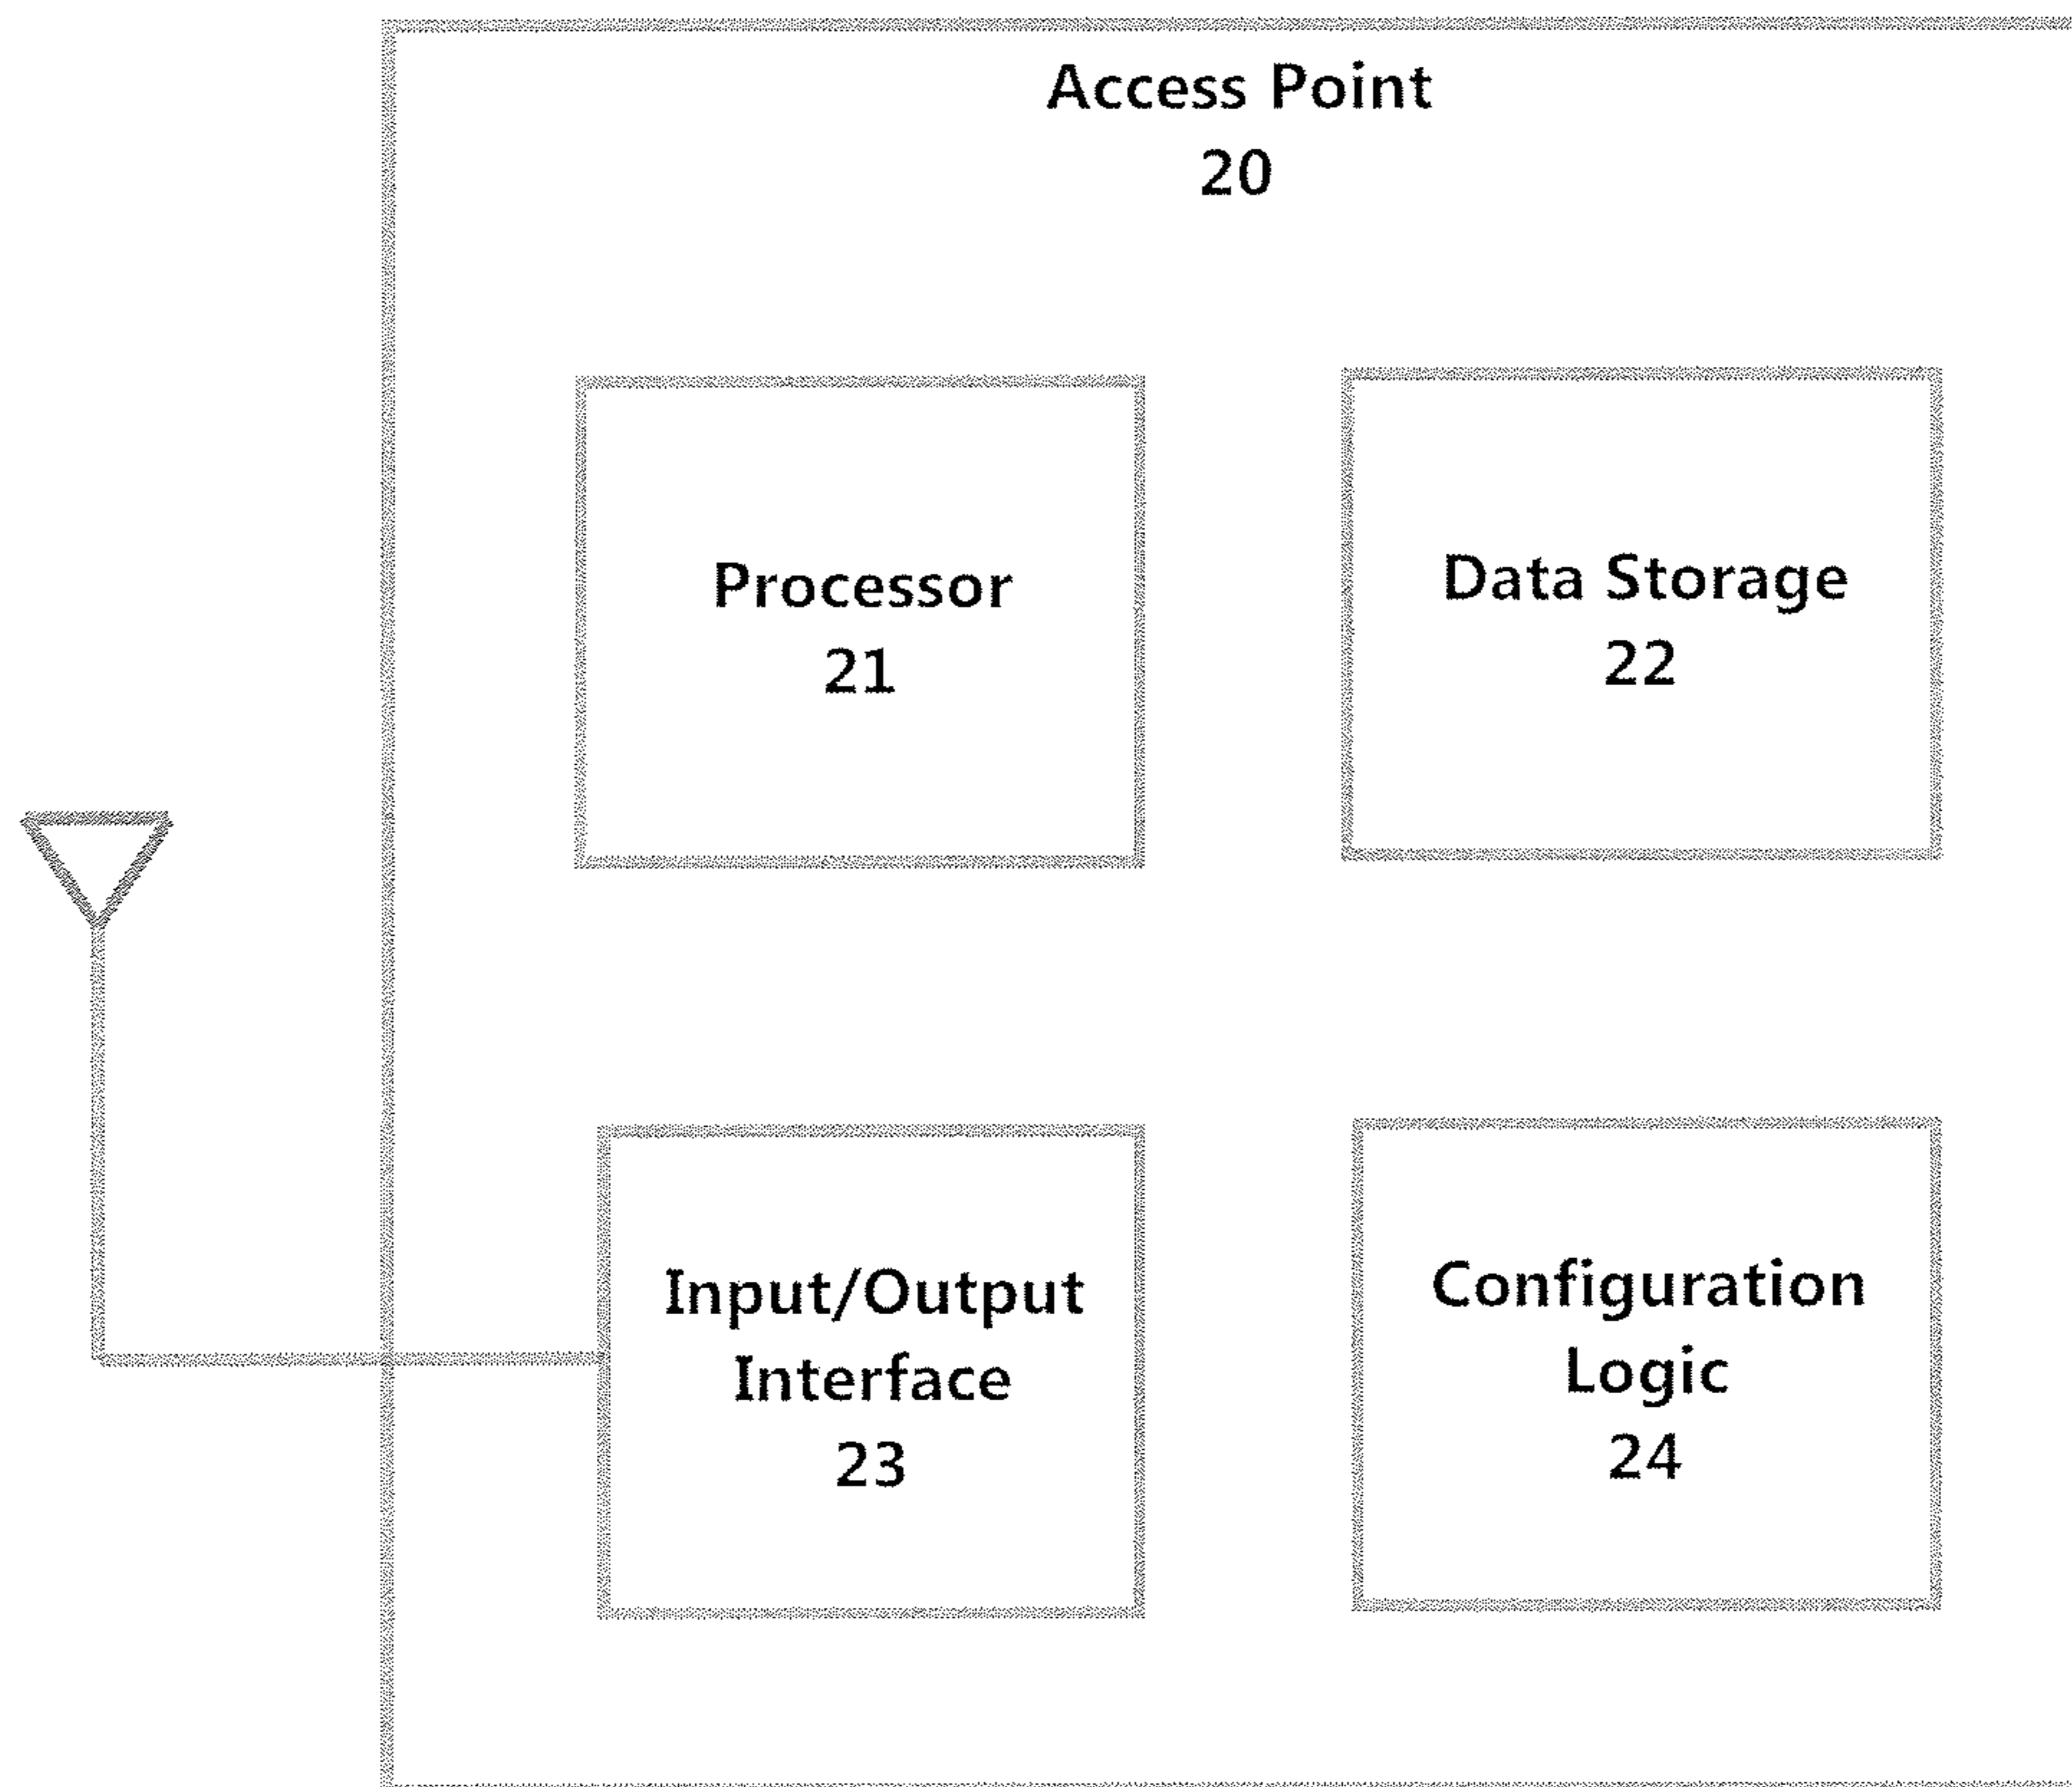 Access Point
20
Processor
21
Data Storage
22
Input/Output
Interface
23
Configuration
Logic
24